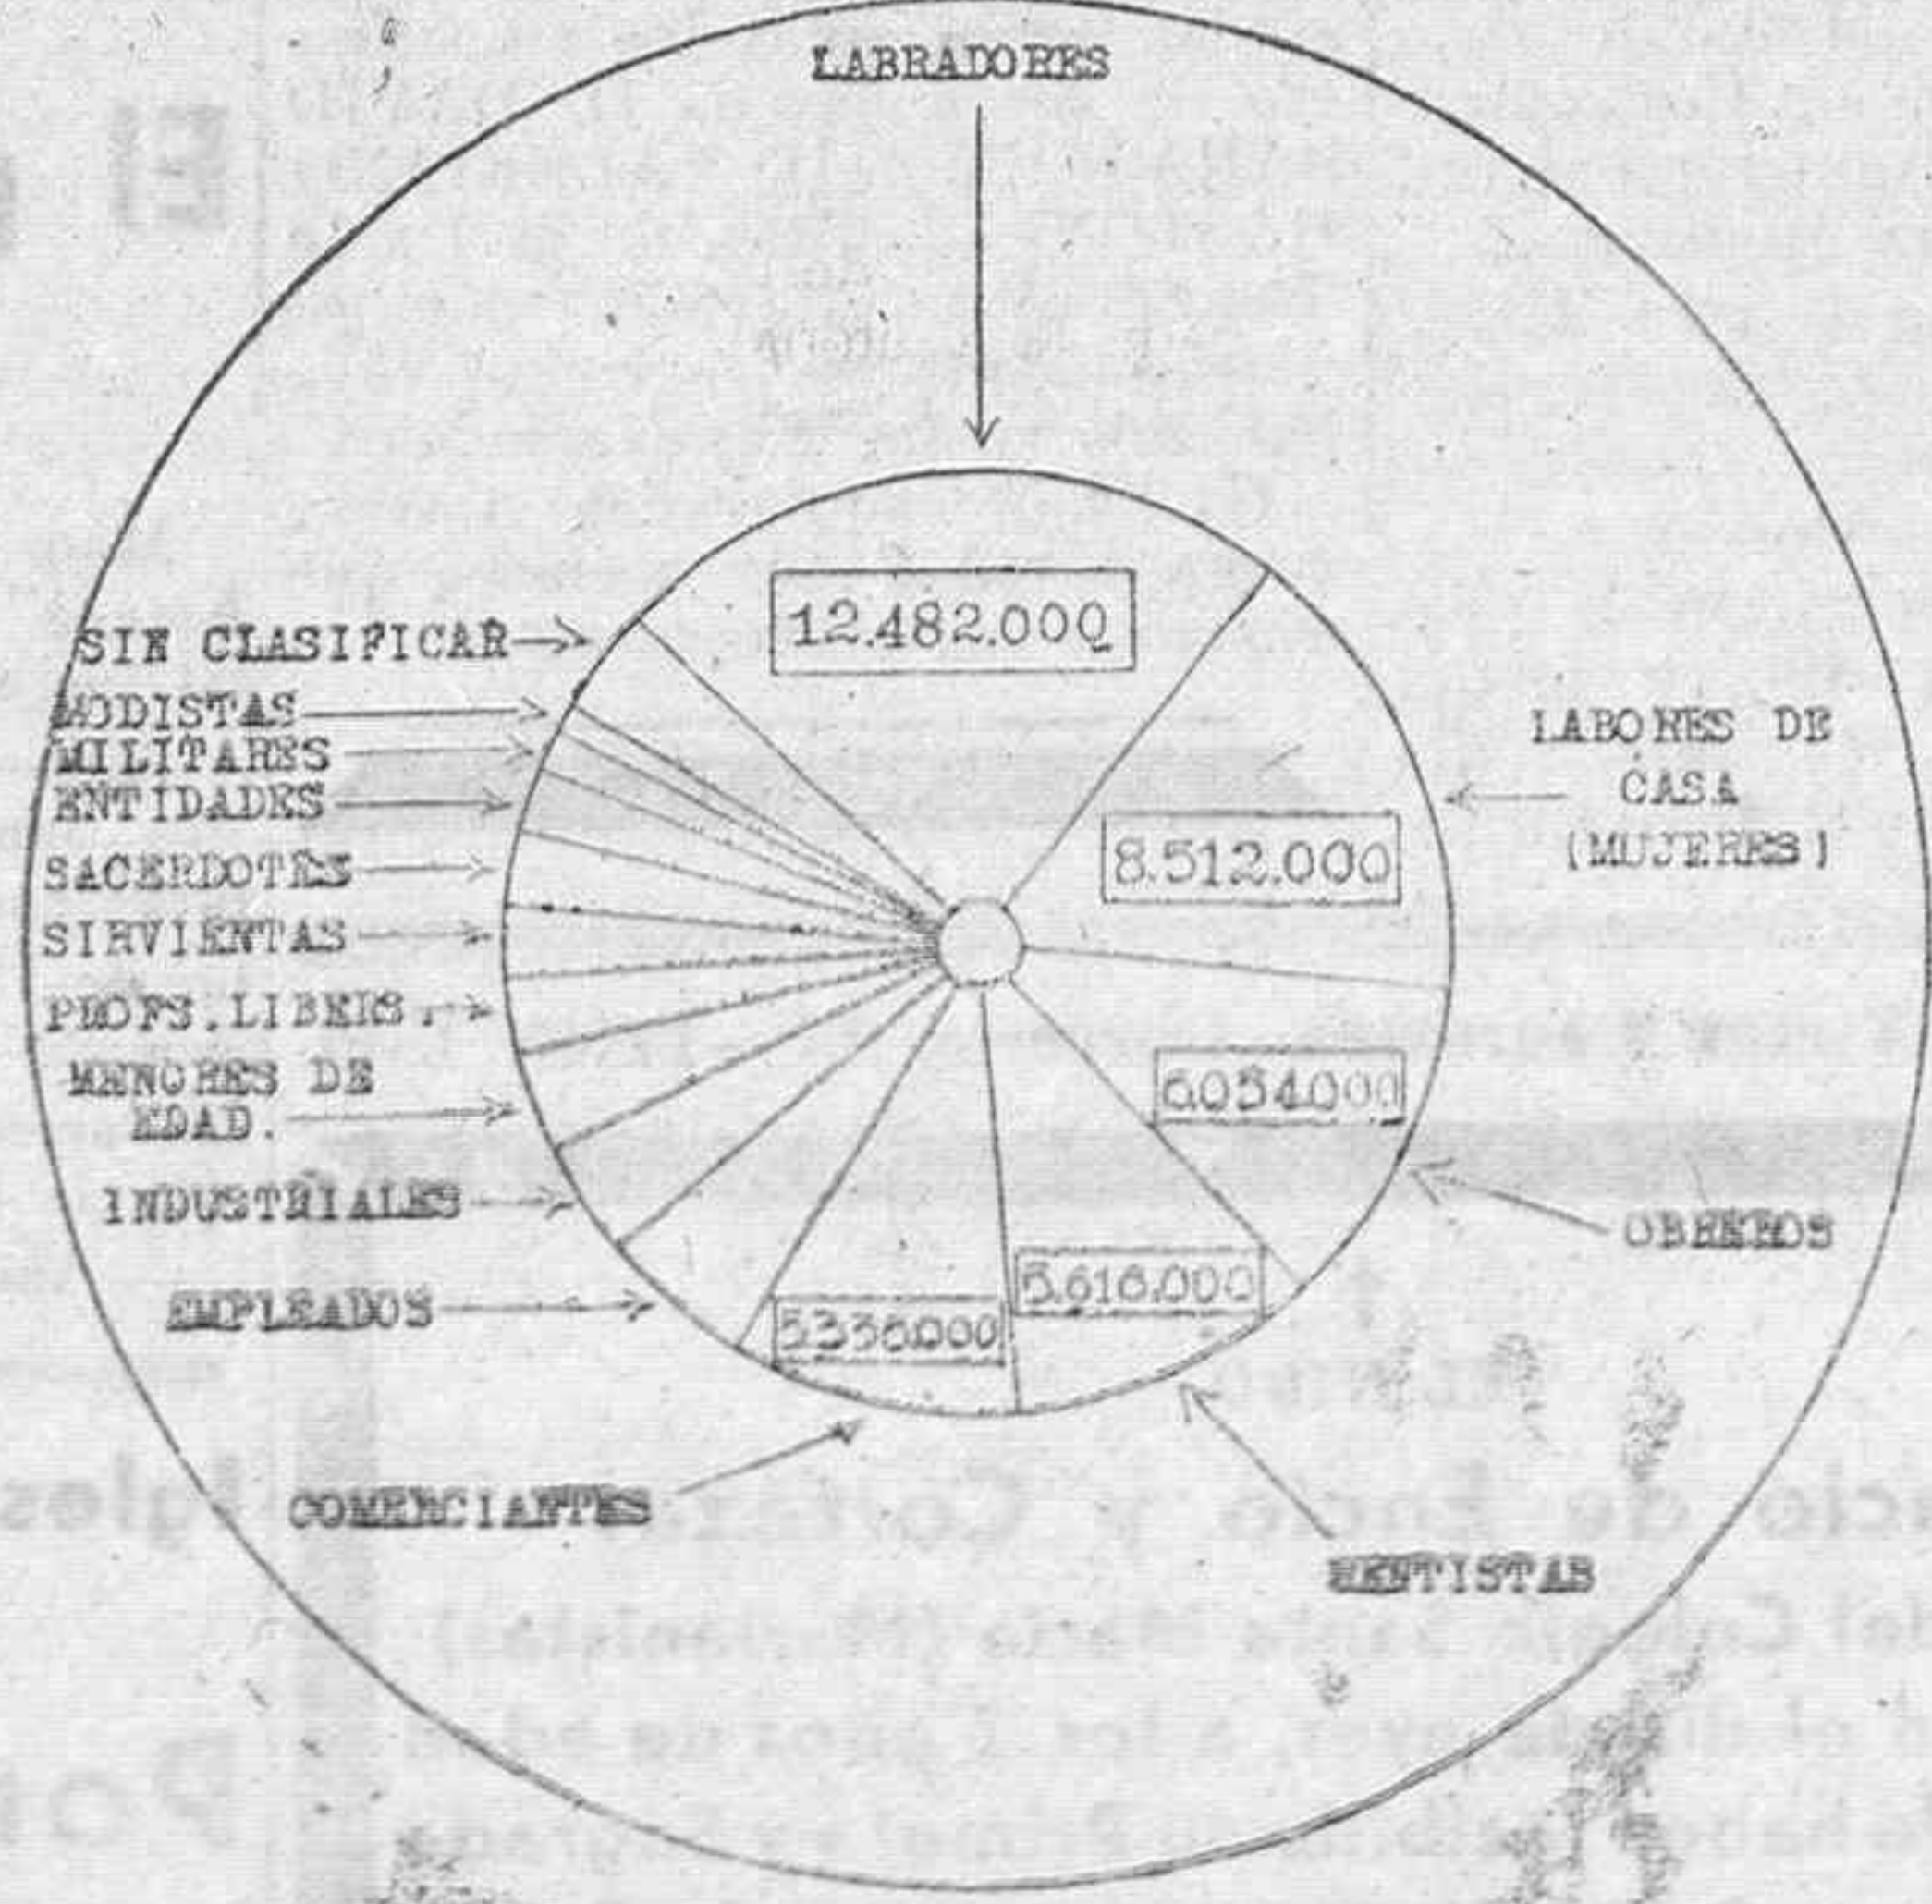 LABRADORES
12.482.000
SIN CLASIFICAR
MODISTAS
MILITARES
ENTIDADES
SACERDOTES
SIRVIENTAS
PROFS. LIBERS.
MENORES DE
EDAD.
INDUSTRIALES
EMPLEADOS
COMERCIANTES
LABORES DE
CASA
(MUJERES)
8.512.000
6.054.000
OBREROS
5.616.000
5.336.000
RENTISTAS